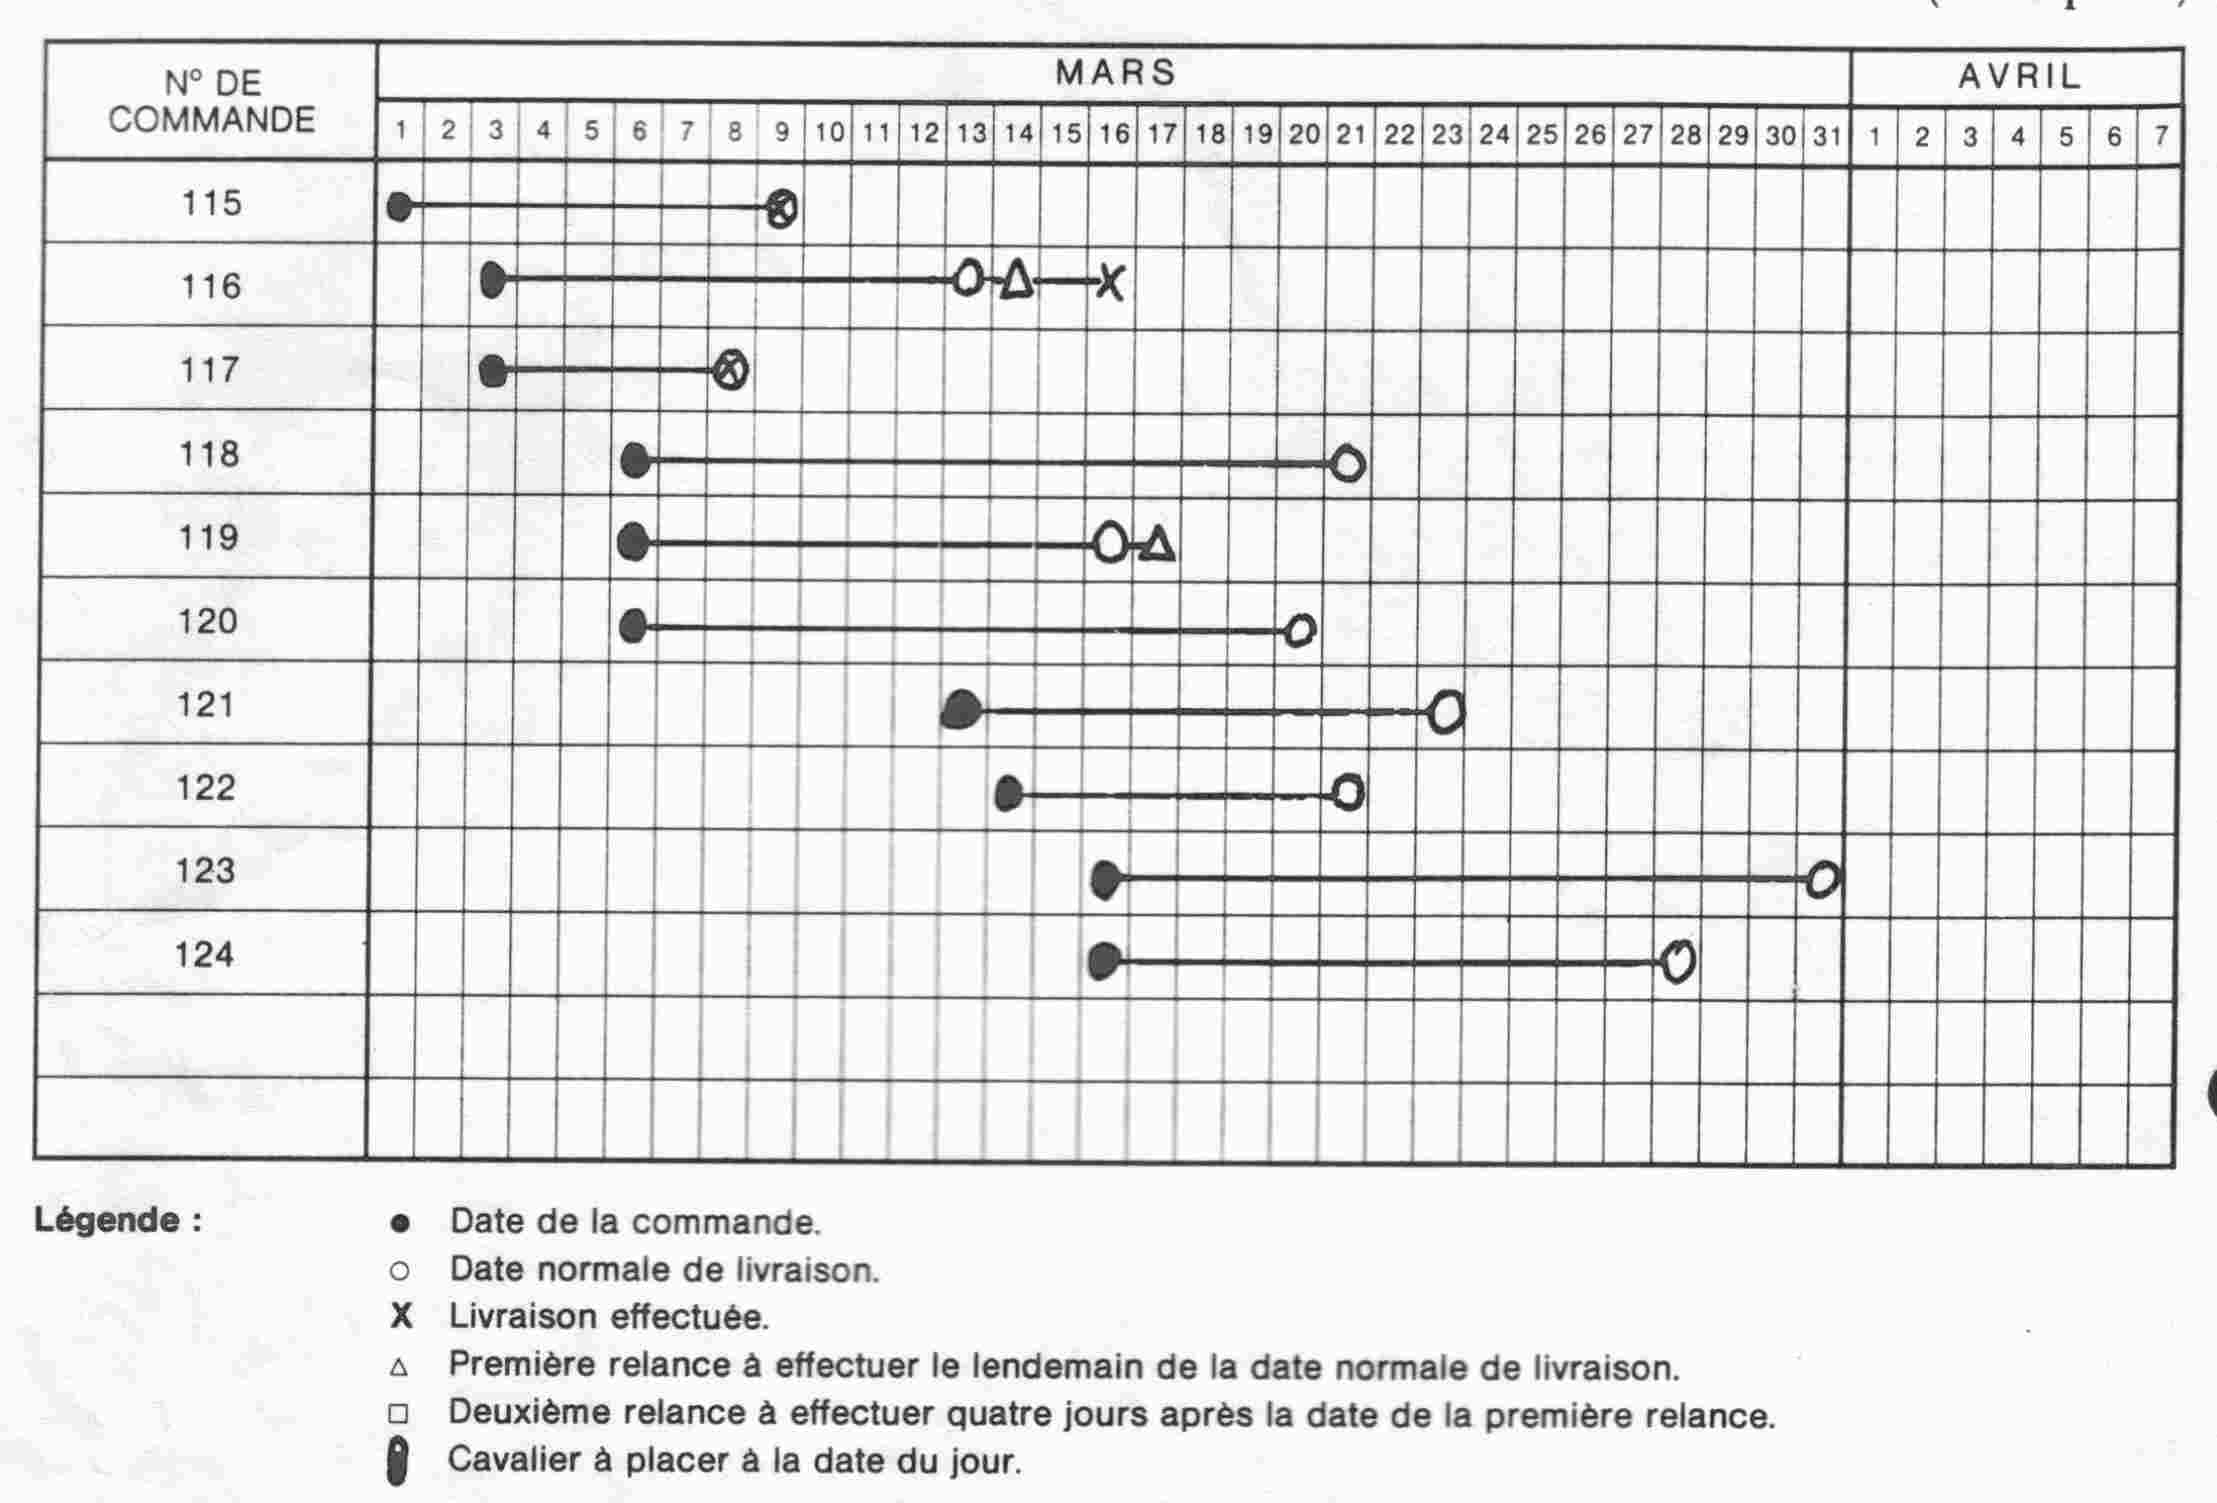 N° DE
COMMANDE
MARS
AVRIL
1 2 3 4 5 6 7 8 9 10 11 12 13 14 15 16 17 18 19 20 21 22 23 24 25 26 27 28 29 30 31 1 2 3 4 5 6 7
115
116
117
118
119
120
121
122
123
124
Légende :
● Date de la commande.
○ Date normale de livraison.
X Livraison effectuée.
△ Première relance à effectuer le lendemain de la date normale de livraison.
□ Deuxième relance à effectuer quatre jours après la date de la première relance.
Cavalier à placer à la date du jour.